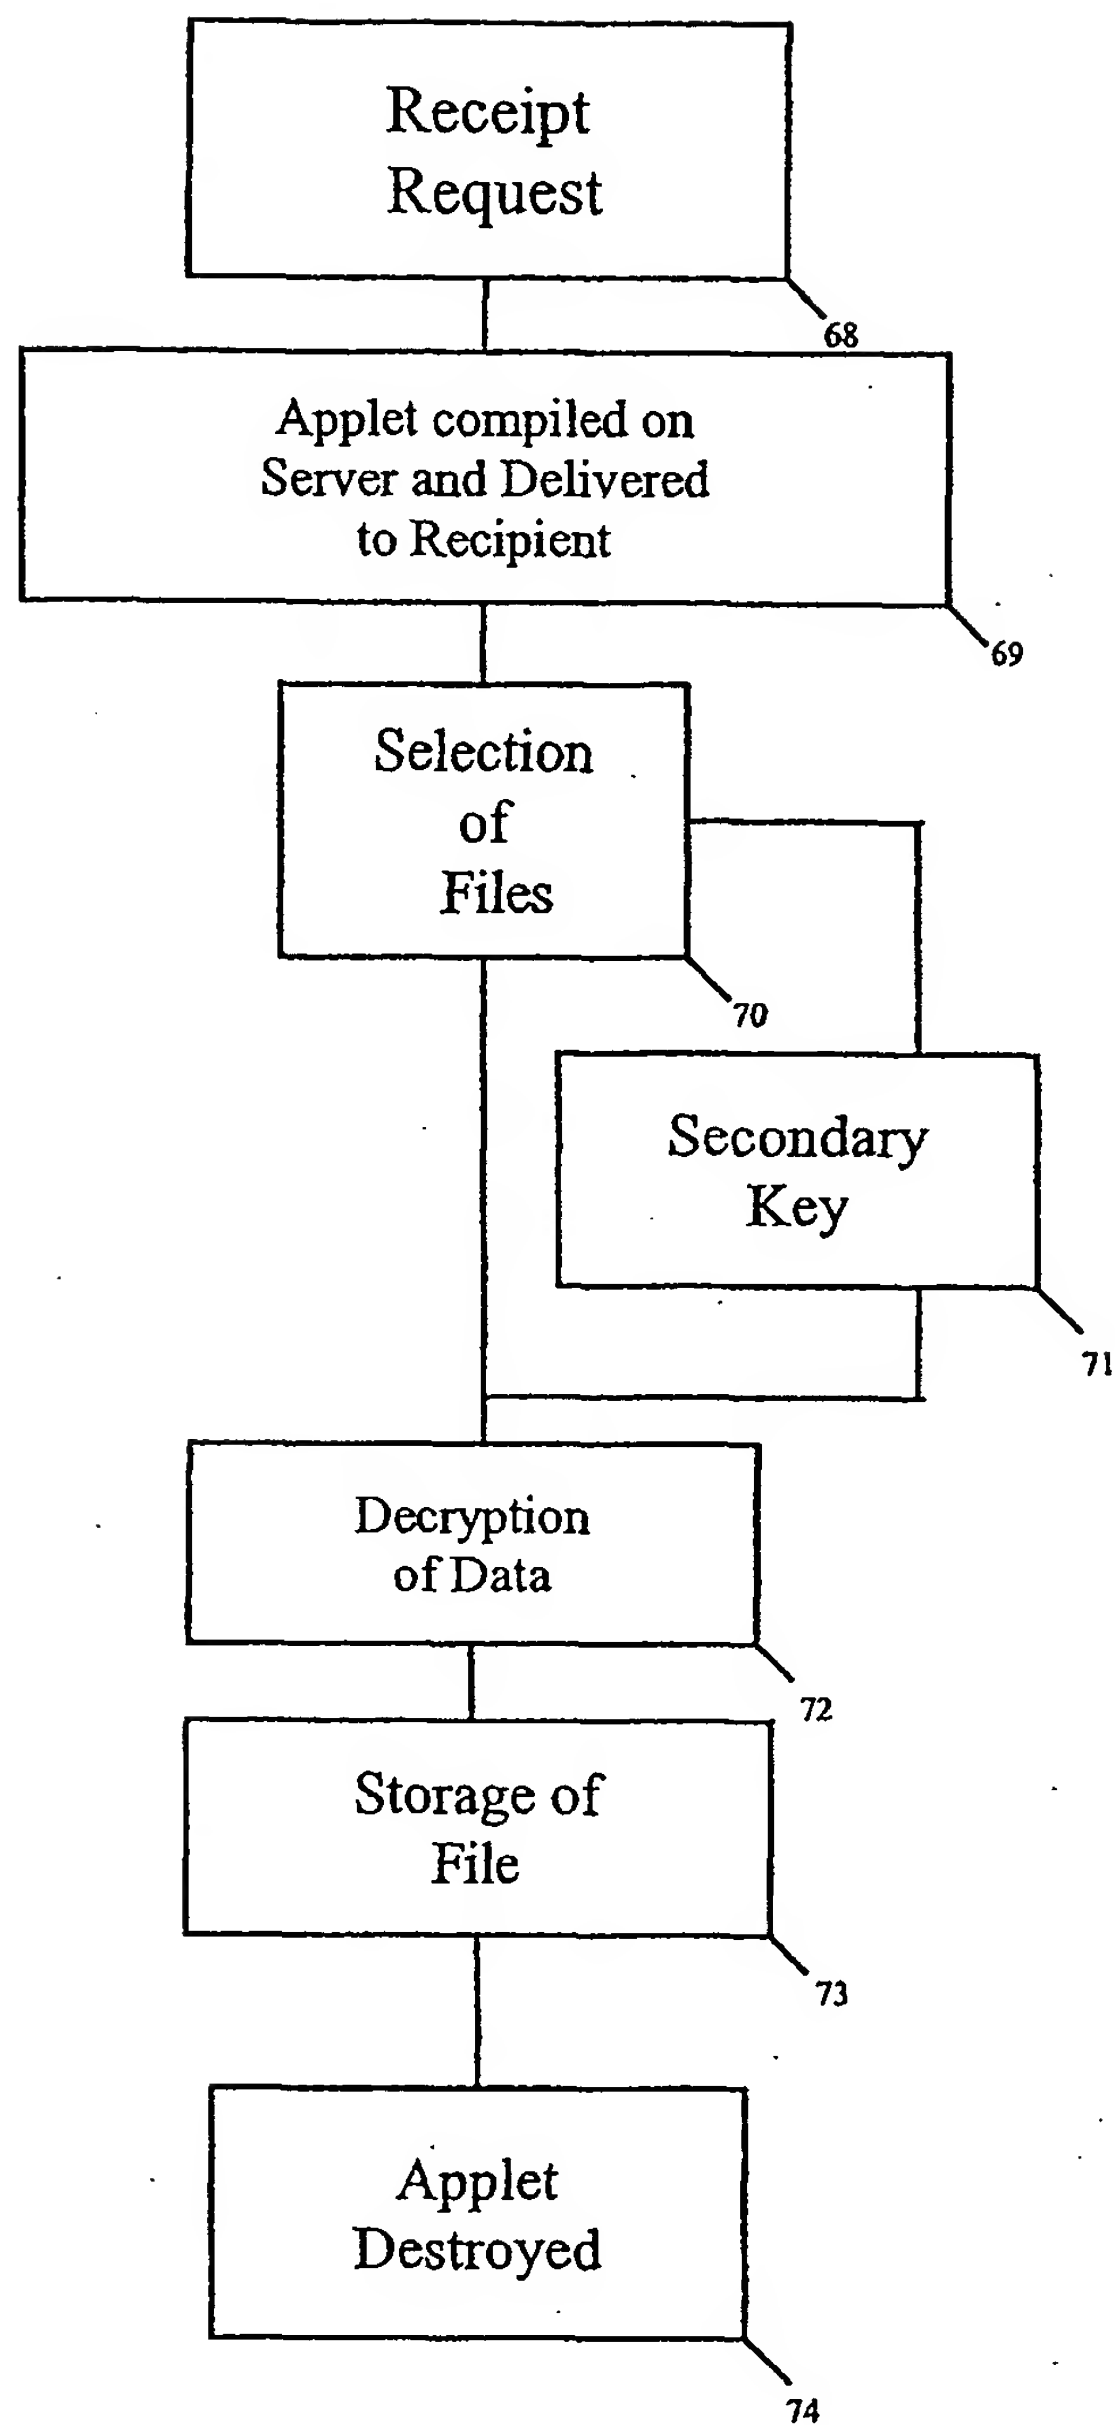 Receipt
Request
68
Applet compiled on
Server and Delivered
to Recipient
69
Selection
of
Files
70
Secondary
Key
71
Decryption
of Data
72
Storage of
File
73
Applet
Destroyed
74